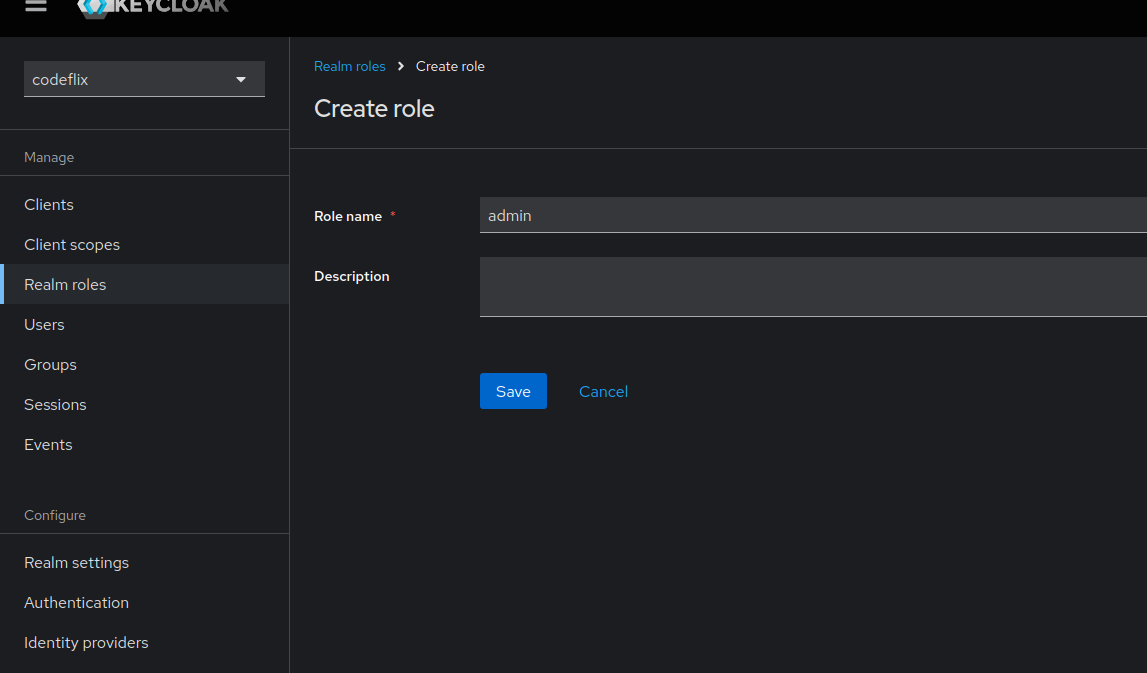 KEYCLOAK
codeflix
Manage
Clients
Client scopes
Realm roles
Users
Groups
Sessions
Events
Configure
Realm settings
Authentication
Identity providers
Realm roles > Create role
Create role
Role name *
admin
Description
Save
Cancel